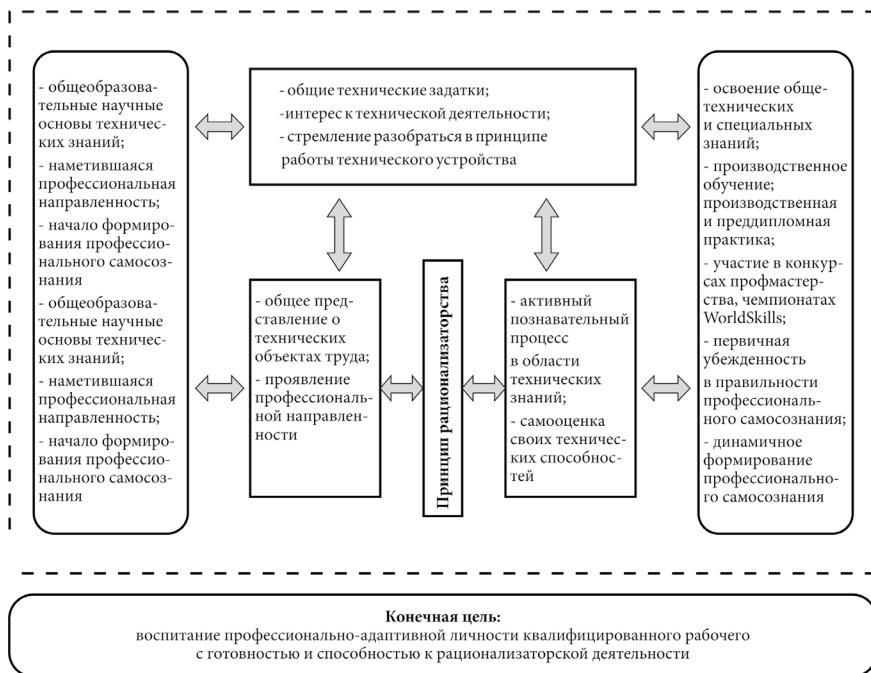 - общеобразова-
тельные научные
основы техничес-
ких знаний;
- наметившаяся
профессиональная
направленность;
- начало формиро-
вания профессио-
нального самосоз-
нания
- общеобразова-
тельные научные
основы техничес-
ких знаний;
- наметившаяся
профессиональная
направленность;
- начало формиро-
вания профессио-
нального самосоз-
нания
- общие технические задатки;
-интерес к технической деятельности;
- стремление разобраться в принципе
работы технического устройства
- общее пред-
ставление о
технических
объектах труда;
- проявление
профессиональ-
ной направлен-
ности
Принцип рационализаторства
- активный
познавательный
процесс
в области
технических
знаний;
- самооценка
своих техничес-
ких способнос-
тей
- освоение обще-
технических
и специальных
знаний;
- производственное
обучение;
производственная
и преддипломная
практика;
- участие в конкур-
сах профмастер-
ства, чемпионатах
WorldSkills;
- первичная
убежденность
в правильности
профессиональ-
ного самосознания;
- динамичное
формирование
профессионально-
го самосознания
Конечная цель:
воспитание профессионально-адаптивной личности квалифицированного рабочего
с готовностью и способностью к рационализаторской деятельности